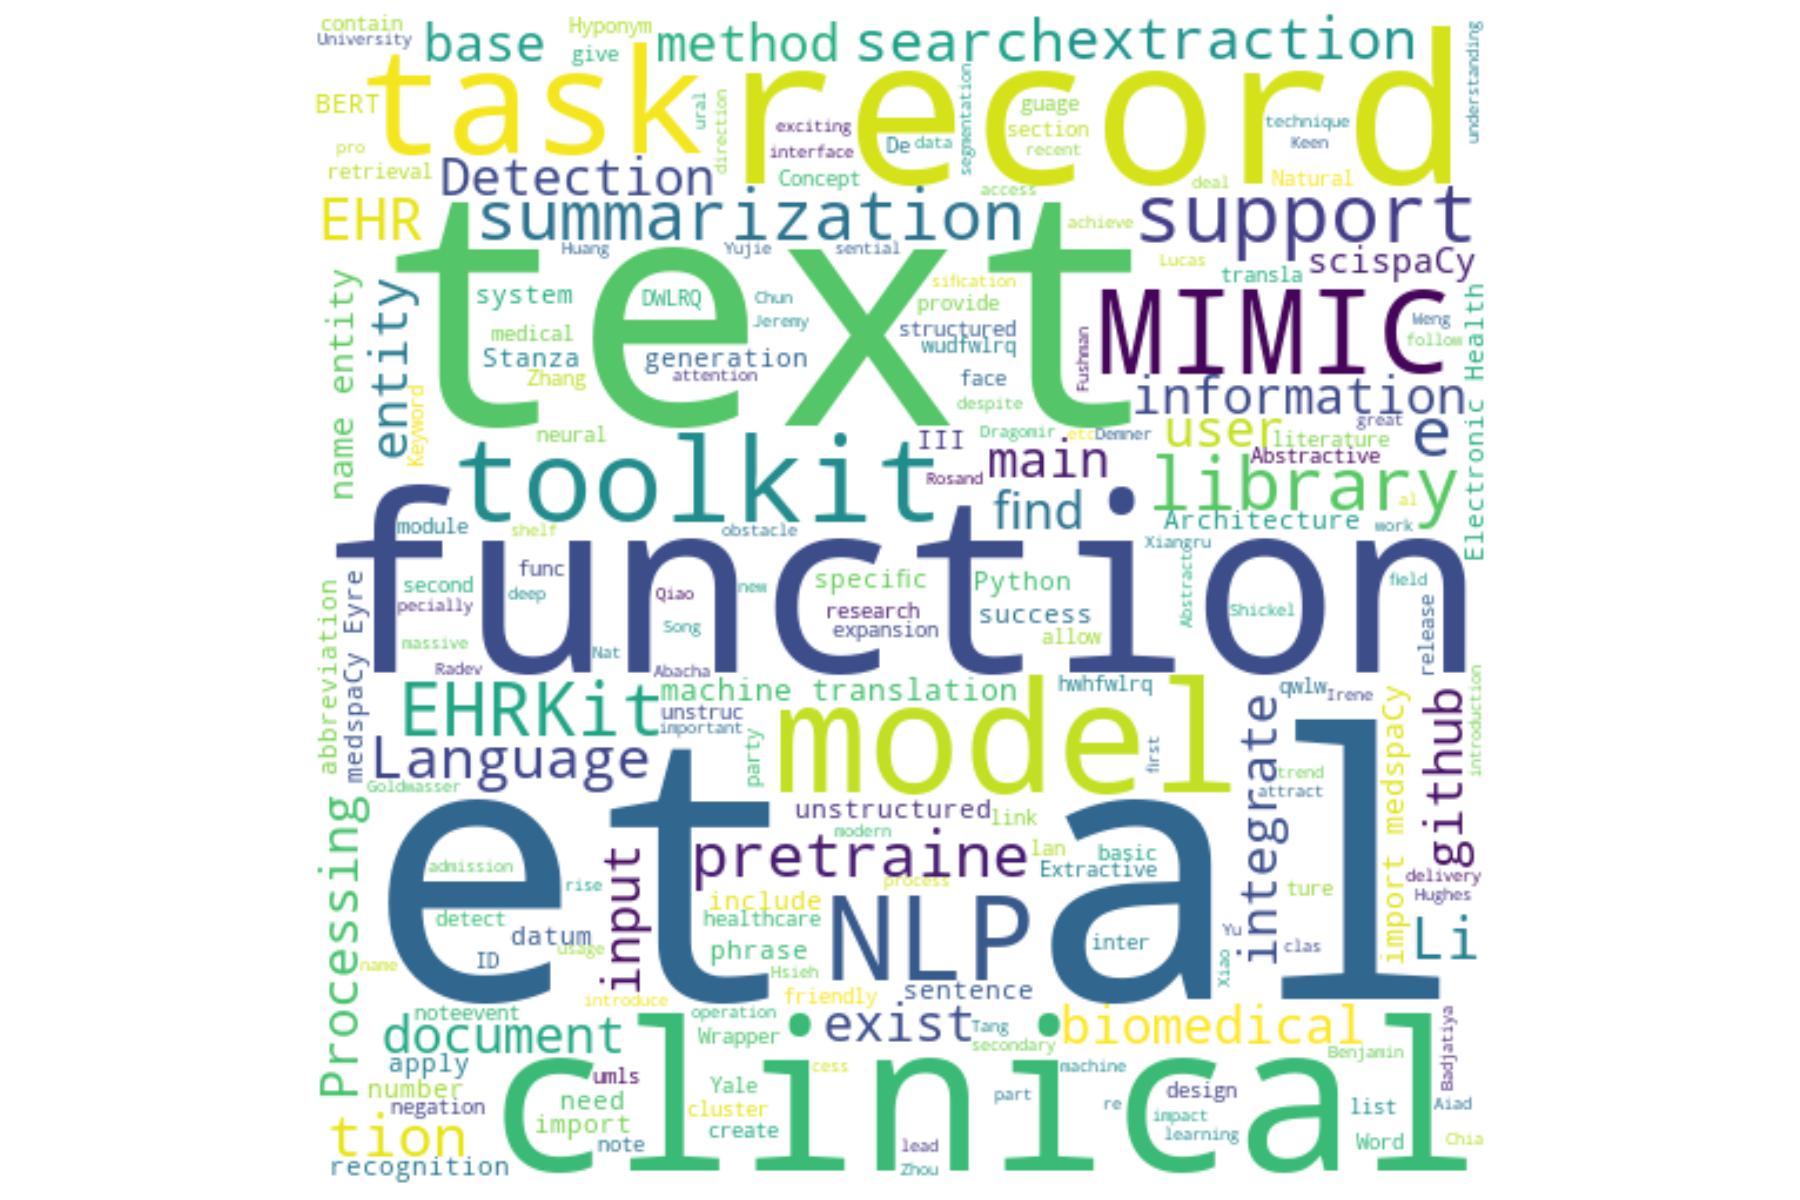 contain
University
base
Hyponym
give
method
search
extraction
understanding
BERT
task
ural
direction
record
exciting
interface
De
data
segmentation
guage
section
recent
technique
Keen
pro
retrieval
Detection
Concept
access
deal
Natural
EHR
summarization
achieve
support
Huang
Yujie
sential
Lucas
transla
scispaCy
name entity
entity
Keyword
text
system
DWLRQ
Chun
Jeremy
sification
provide
structured
wudfwlrq
medical
Stanza
generation
attention
Zhang
face
despite
Fushman
MIMIC
Weng
follow
Electronic Health
information
neural
III
Dragomir
etc
Demner
user
literature
great
e
Abstractive
toolkit
Rosand
main
find
library
al
Architecture
work
module
shelf
obstacle
Xiangru
function
func
second
pecially
deep
Qiao
new
specific
Python
research
expansion
success
allow
Abstract
Shickel
field
release
massive
Song
Nat
Radev
Abacha
abbreviation
medspaCy Eyre
EHRKit
machine translation
hwhfwlrq
qwlw
Irene
unstruc
important
Language
party
model
first
integrate
import medspaCy
github
introduction
trend
attract
Goldwasser
Processing
et al
unstructured
link
modern
pretraine
lan
basic
Extractive
process
admission
rise
input
include
healthcare
NLP
ture
delivery
Hughes
detect
datum
usage
ID
phrase
Hsieh
inter
Yu
Xiao
clas
Li
name
introduce
friendly
sentence
noteevent
operation
document
Wrapper
exist
Tang
secondary
biomedical
Benjamin
Badjatiya
apply
clinical
umls
cess
machine
number
negation
need
import
note
Yale
cluster
create
part
re
design
impact
learning
list
Word
Aiad
Chia
tion
recognition
lead
Zhou